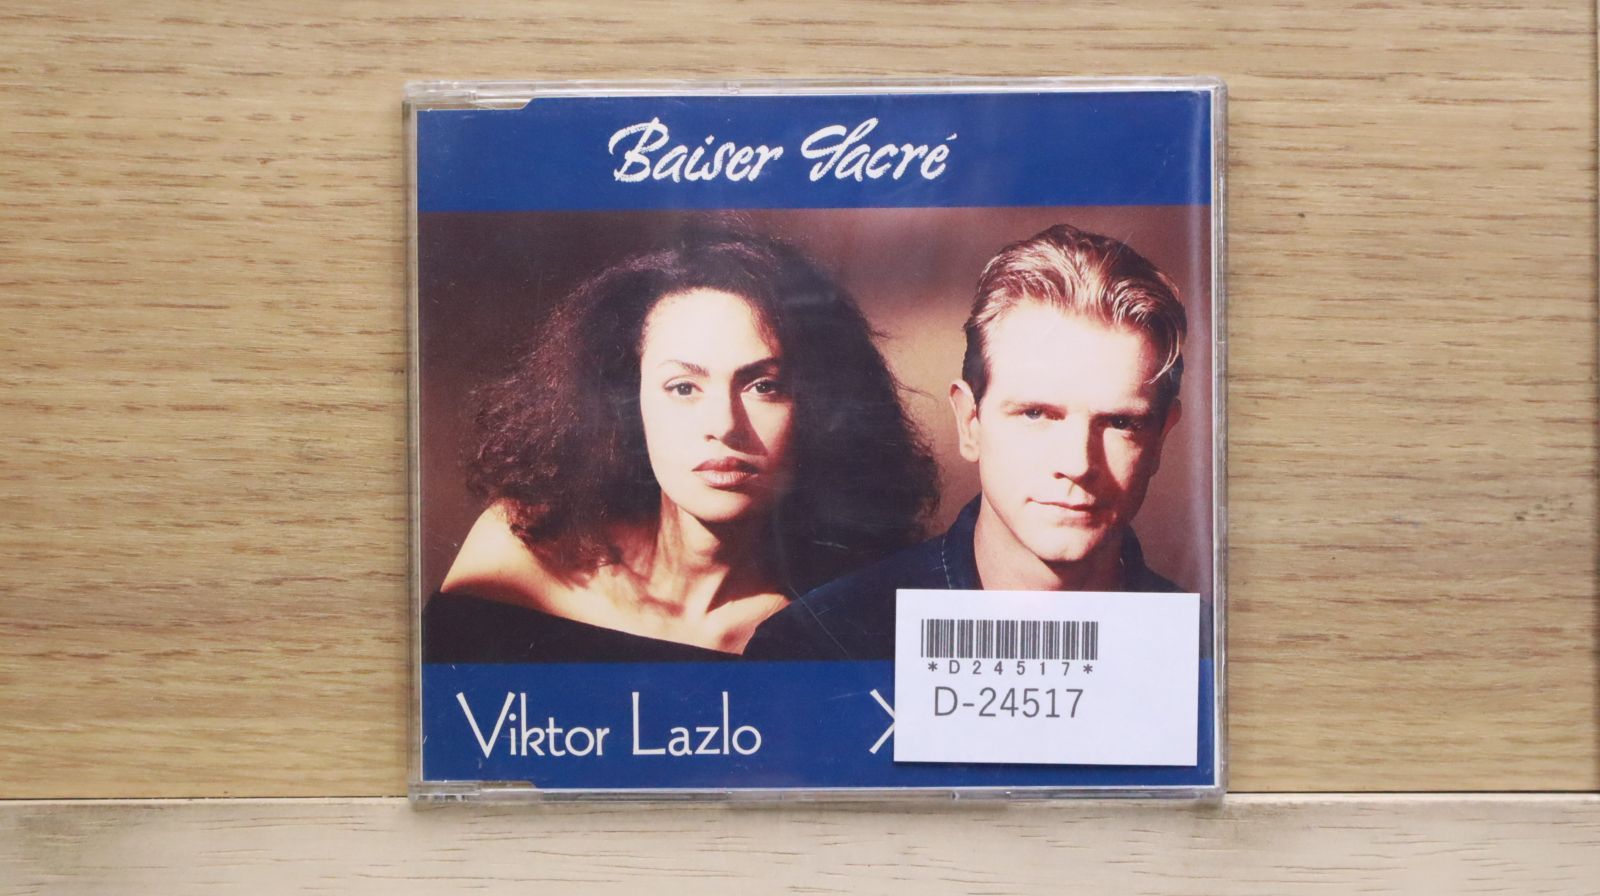 Baiser Sacré
Viktor Lazlo X
*D24517*
D-24517